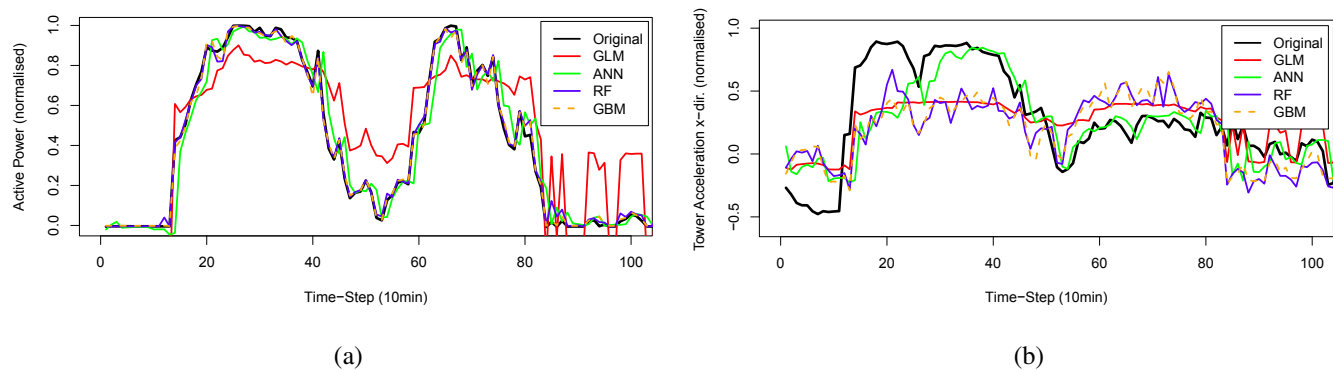 Active Power (normalised)
1.0
0.8
0.6
0.4
0.2
0.0
Original
GLM
ANN
RF
GBM
0 20 40 60 80 100
Time−Step (10min)
(a)
Tower Acceleration x−dir. (normalised)
1.0
0.5
0.0
−0.5
Original
GLM
ANN
RF
GBM
0 20 40 60 80 100
Time−Step (10min)
(b)